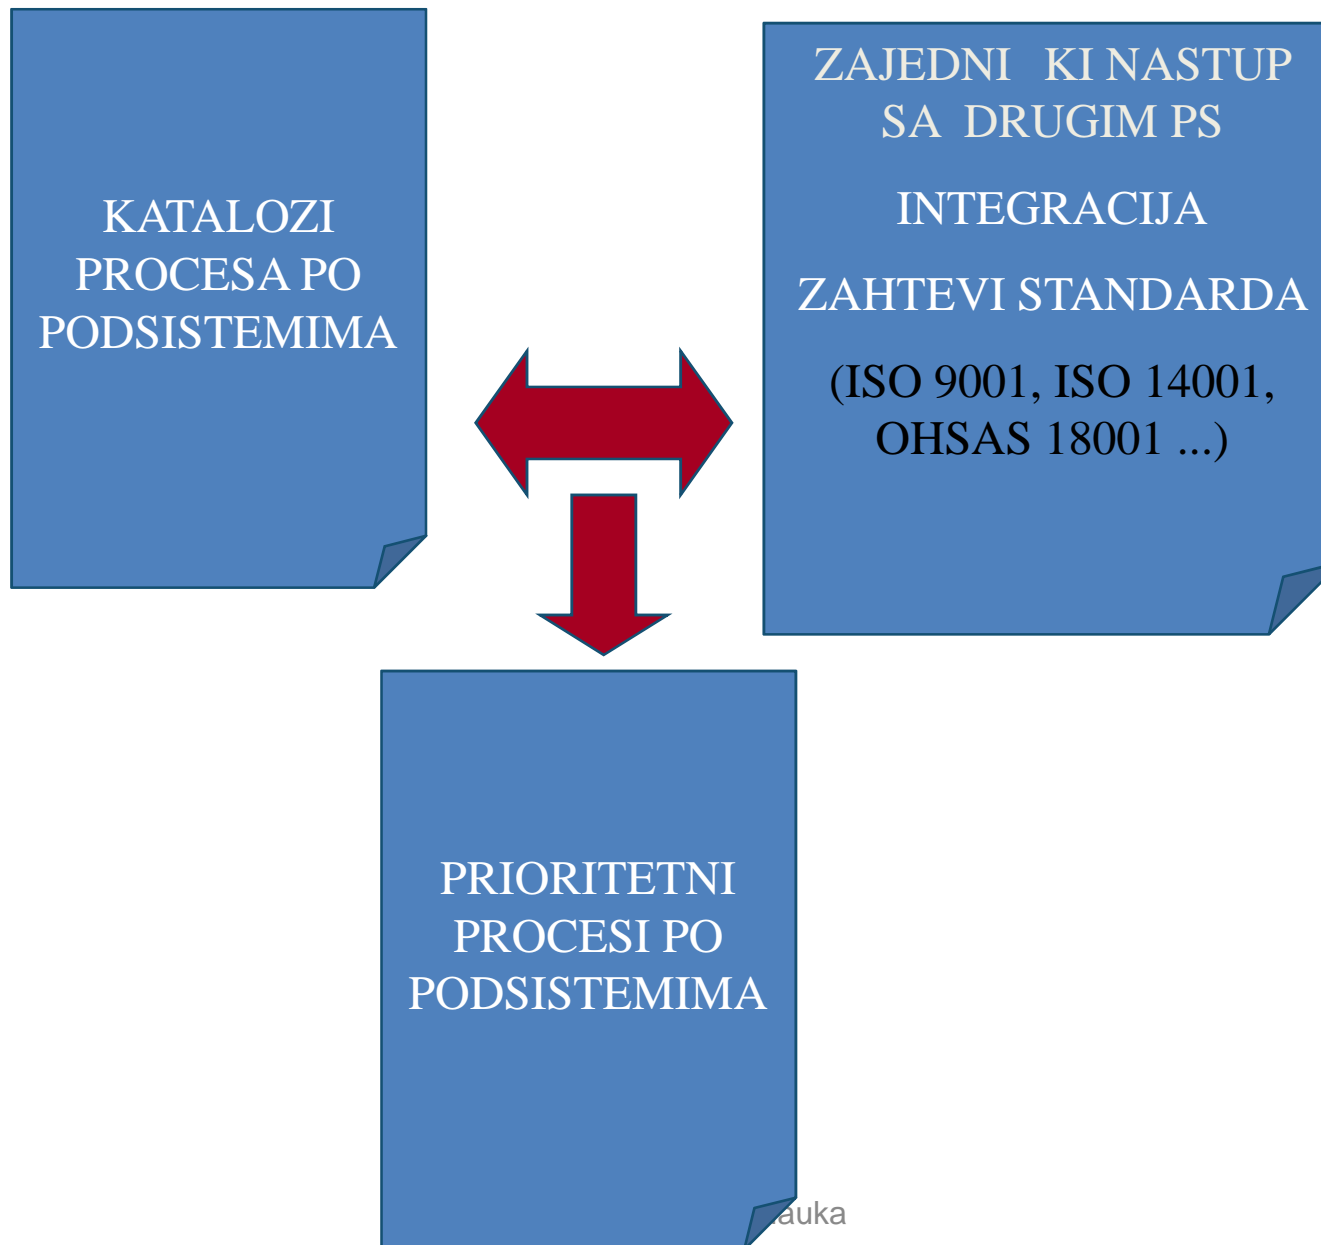 KATALOZI
PROCESA PO
PODSISTEMIMA
ZAJEDNI KI NASTUP
SA DRUGIM PS
INTEGRACIJA
ZAHTEVI STANDARDA
(ISO 9001, ISO 14001,
OHSAS 18001 ...)
PRIORITETNI
PROCESI PO
PODSISTEMIMA